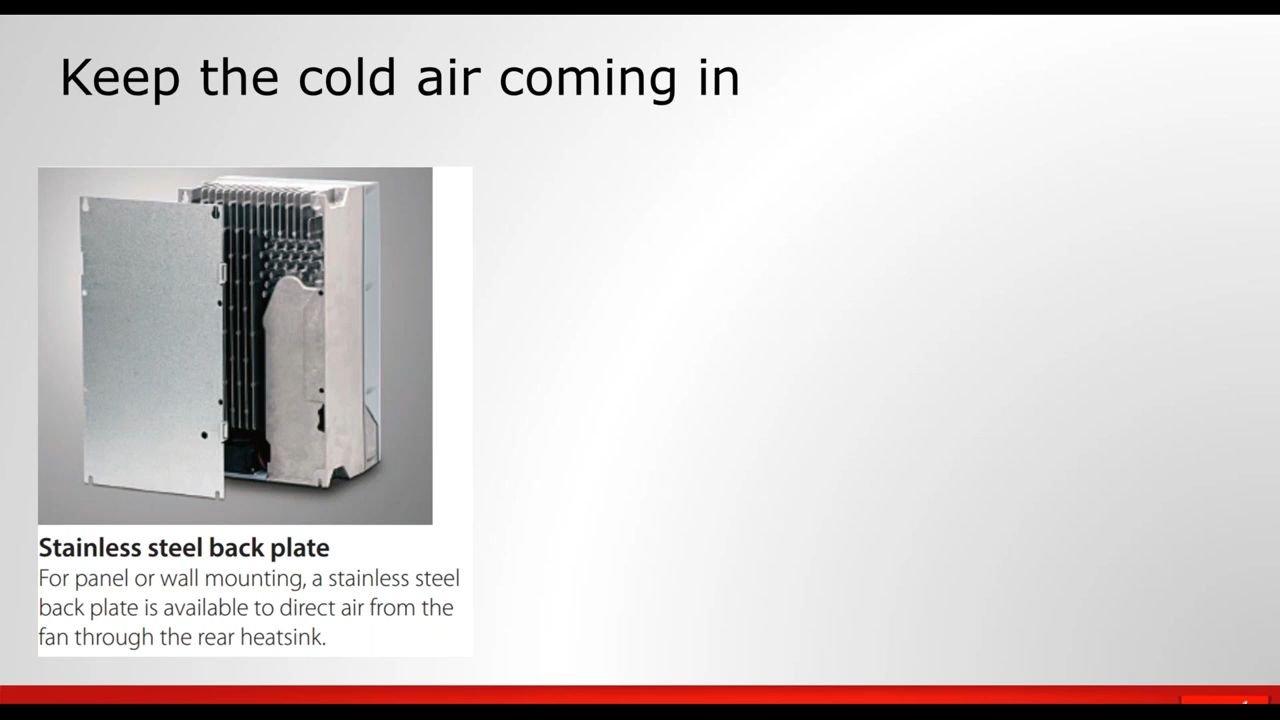 Keep the cold air coming in
Stainless steel back plate
For panel or wall mounting, a stainless steel
back plate is available to direct air from the
fan through the rear heatsink.